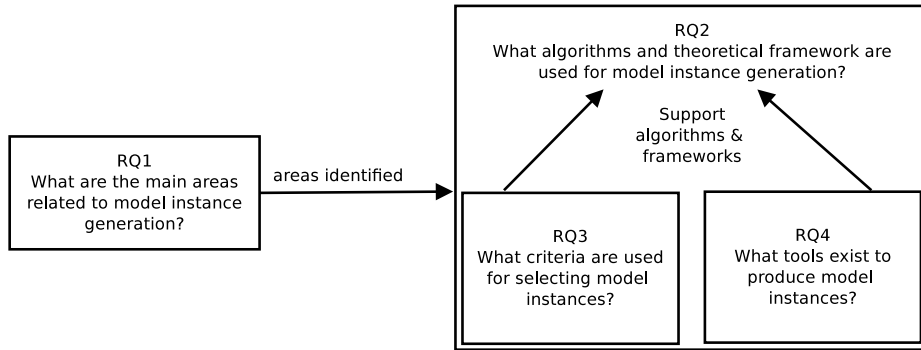 RQ1
What are the main areas
related to model instance
generation?
areas identified
RQ2
What algorithms and theoretical framework are
used for model instance generation?
Support
algorithms &
frameworks
RQ3
What criteria are used
for selecting model
instances?
RQ4
What tools exist to
produce model
instances?